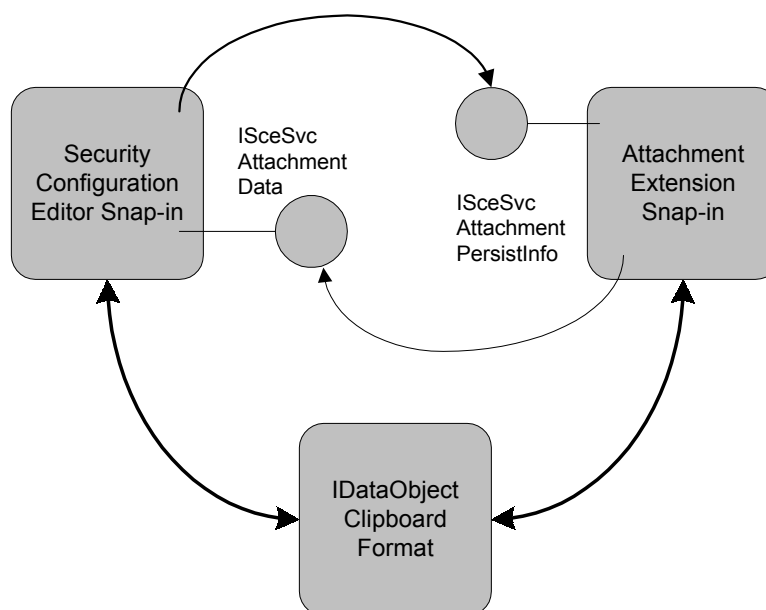 Security
Configuration
Editor Snap-in
ISceSvc
Attachment
Data
ISceSvc
Attachment
PersistInfo
Attachment
Extension
Snap-in
IDataObject
Clipboard
Format